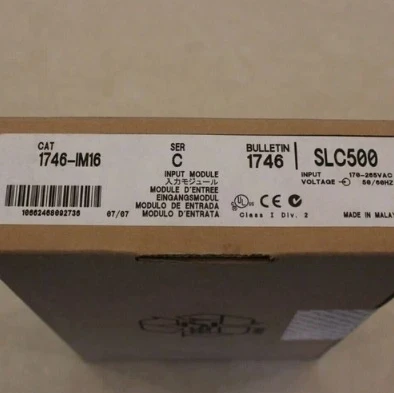 CAT SER BULLETIN
1746-IM16 C 1746 SLC500
INPUT MODULE INPUT 170-265VAC
入力モジュール VOLTAGE 50/60HZ
MODULE D'ENTREE
EINGANGSMODUL
MODULO DE ENTRADA
10662468092736 07/07 MODULO D'ENTRATA UL CE Class I Div. 2 MADE IN